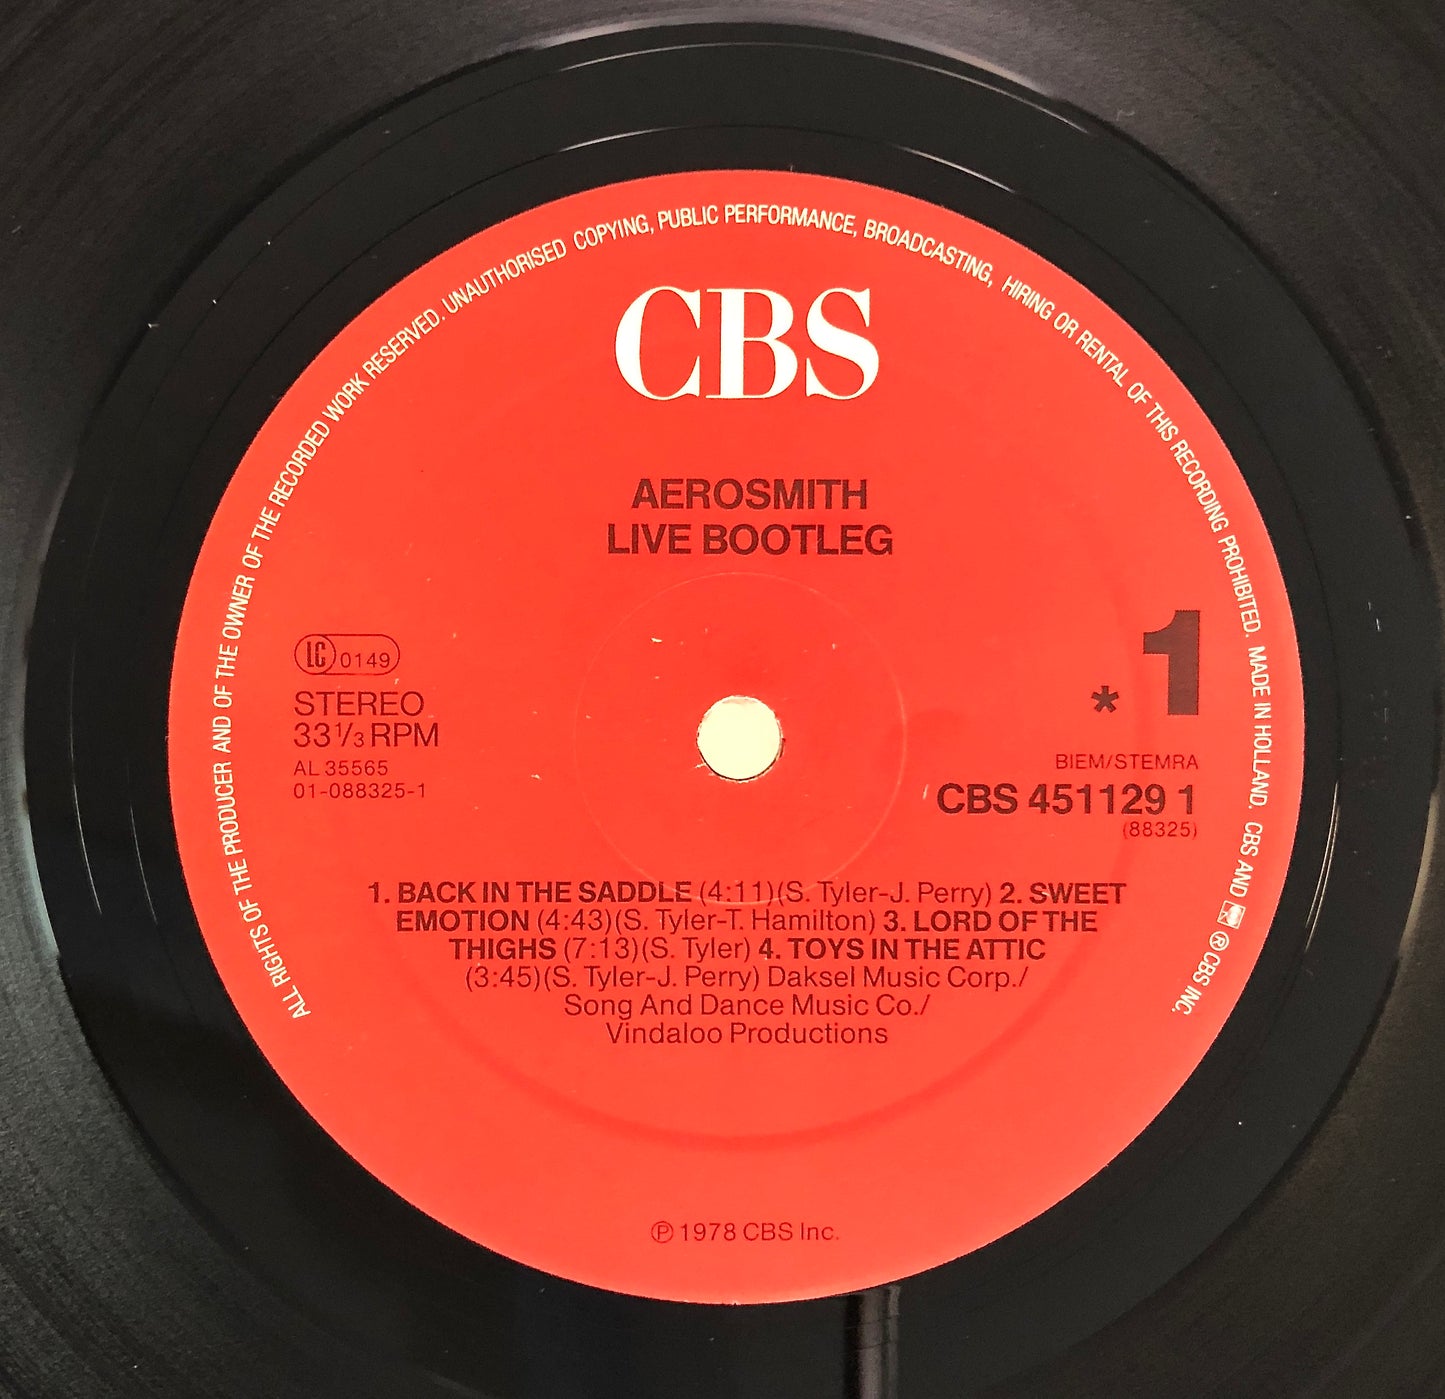 ALL RIGHTS OF THE PRODUCER AND OF THE OWNER OF THE RECORDED WORK RESERVED. UNAUTHORISED COPYING, PUBLIC PERFORMANCE, BROADCASTING, HIRING OR RENTAL OF THIS RECORDING PROHIBITED. MADE IN HOLLAND. CBS AND ® CBS INC.
CBS
AEROSMITH
LIVE BOOTLEG
LC 0149
STEREO
33 1/3 RPM
AL 35565
01-088325-1
* 1
BIEM/STEMRA
CBS 451129 1
(88325)
1. BACK IN THE SADDLE (4:11)(S. Tyler-J. Perry) 2. SWEET
EMOTION (4:43)(S. Tyler-T. Hamilton) 3. LORD OF THE
THIGHS (7:13)(S. Tyler) 4. TOYS IN THE ATTIC
(3:45)(S. Tyler-J. Perry) Daksel Music Corp./
Song And Dance Music Co./
Vindaloo Productions
℗ 1978 CBS Inc.